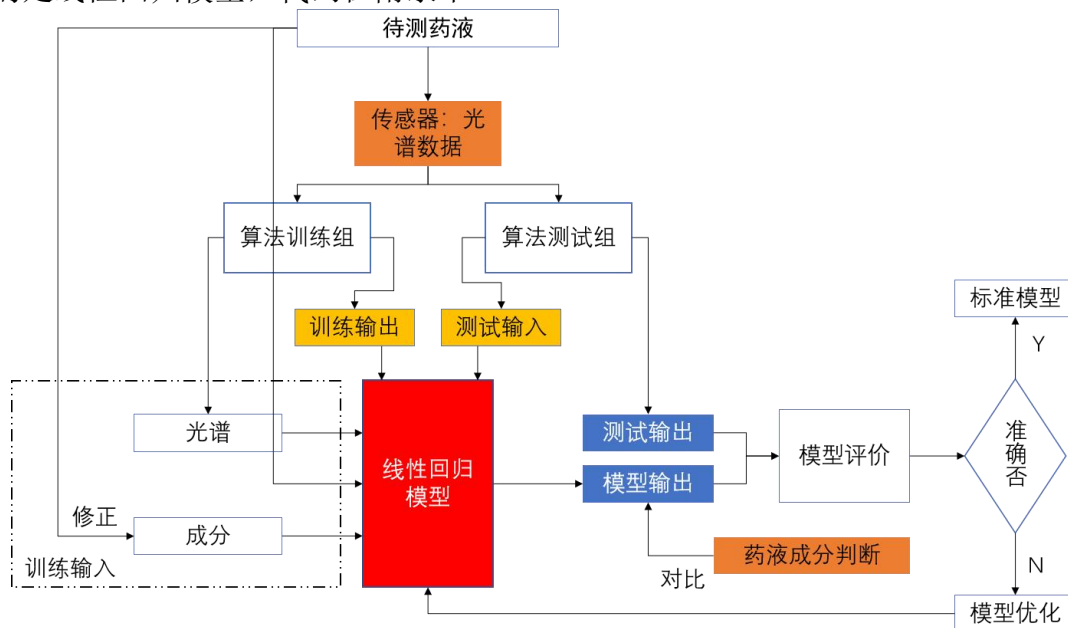 待测药液
传感器：光
谱数据
算法训练组
算法测试组
训练输出
测试输入
标准模型
Y
光谱
测试输出
准
确
否
线性回归
模型
模型评价
模型输出
修正
成分
药液成分判断
训练输入
对比
N
模型优化